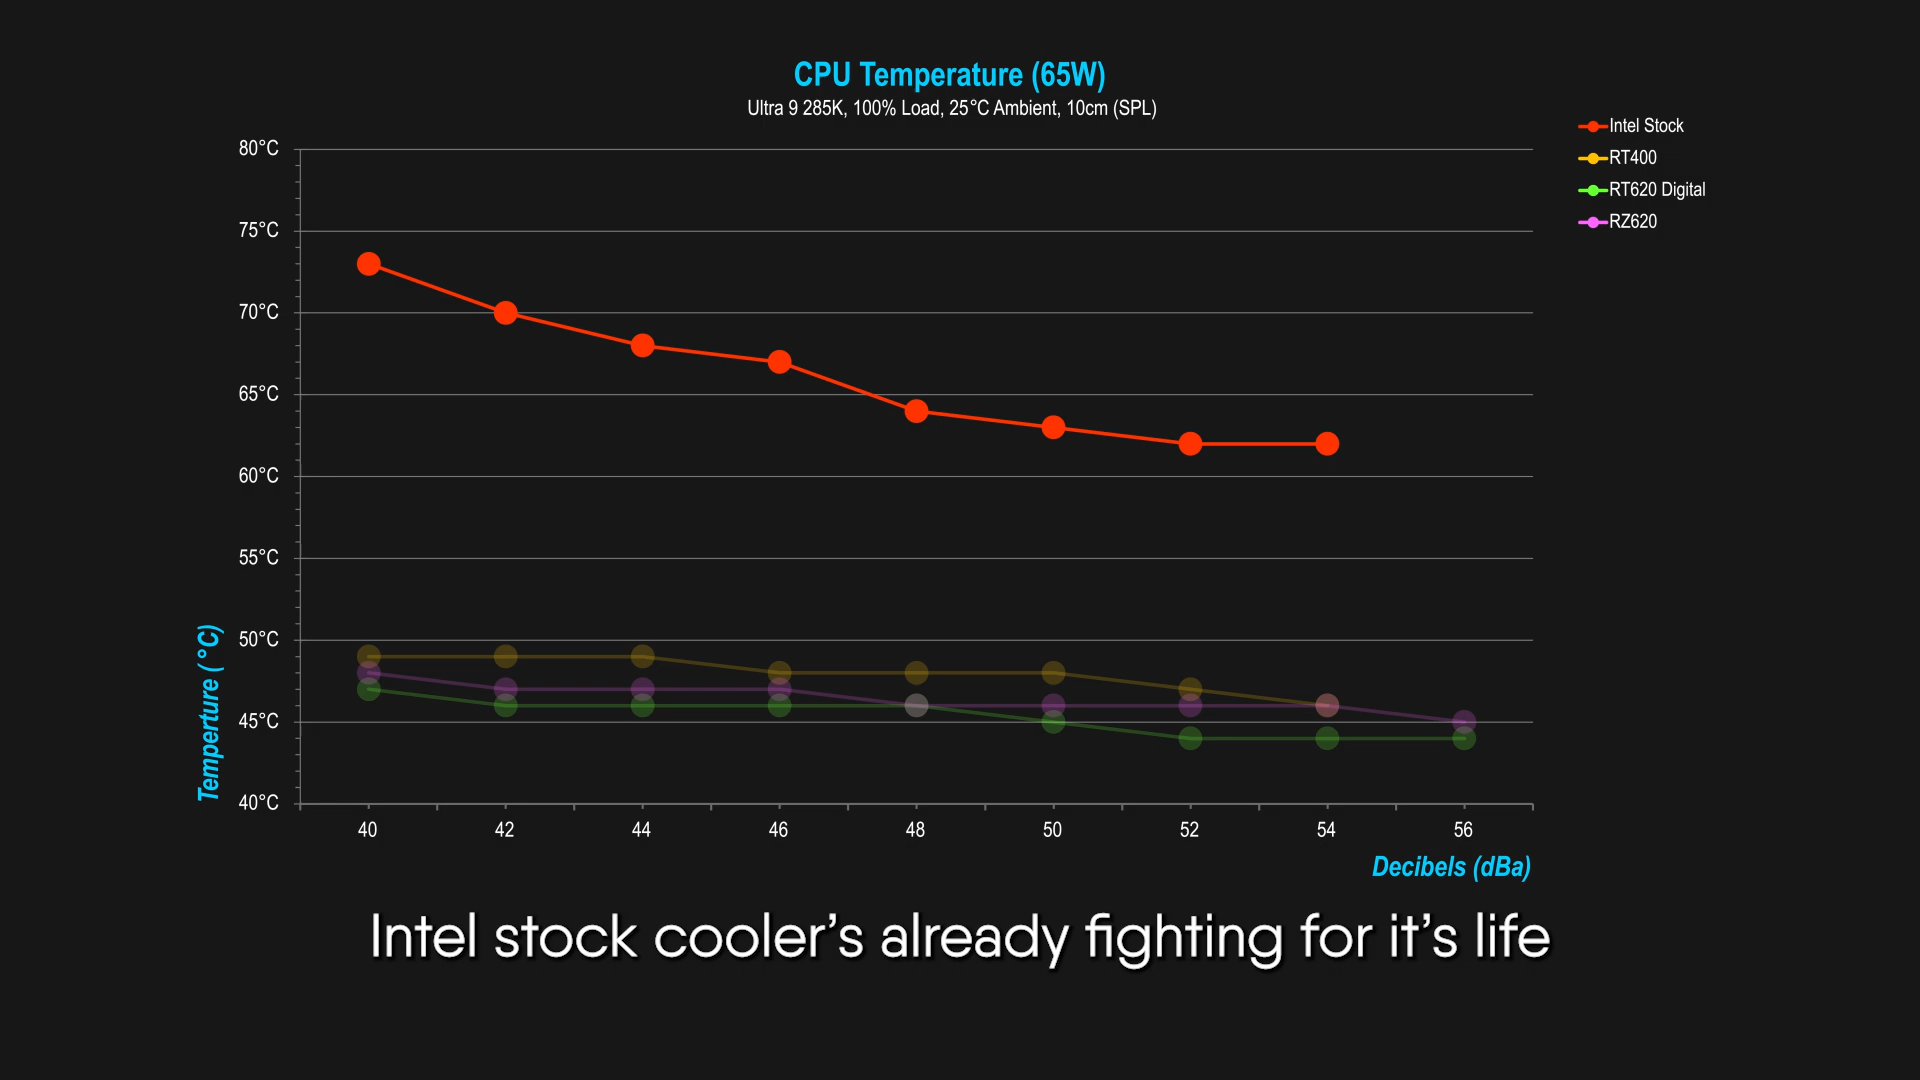 CPU Temperature (65W)
Ultra 9 285K, 100% Load, 25°C Ambient, 10cm (SPL)
Intel Stock
RT400
RT620 Digital
RZ620
80°C
75°C
70°C
65°C
60°C
55°C
50°C
45°C
40°C
Temperture (°C)
40 42 44 46 48 50 52 54 56
Decibels (dBa)
Intel stock cooler’s already fighting for it’s life